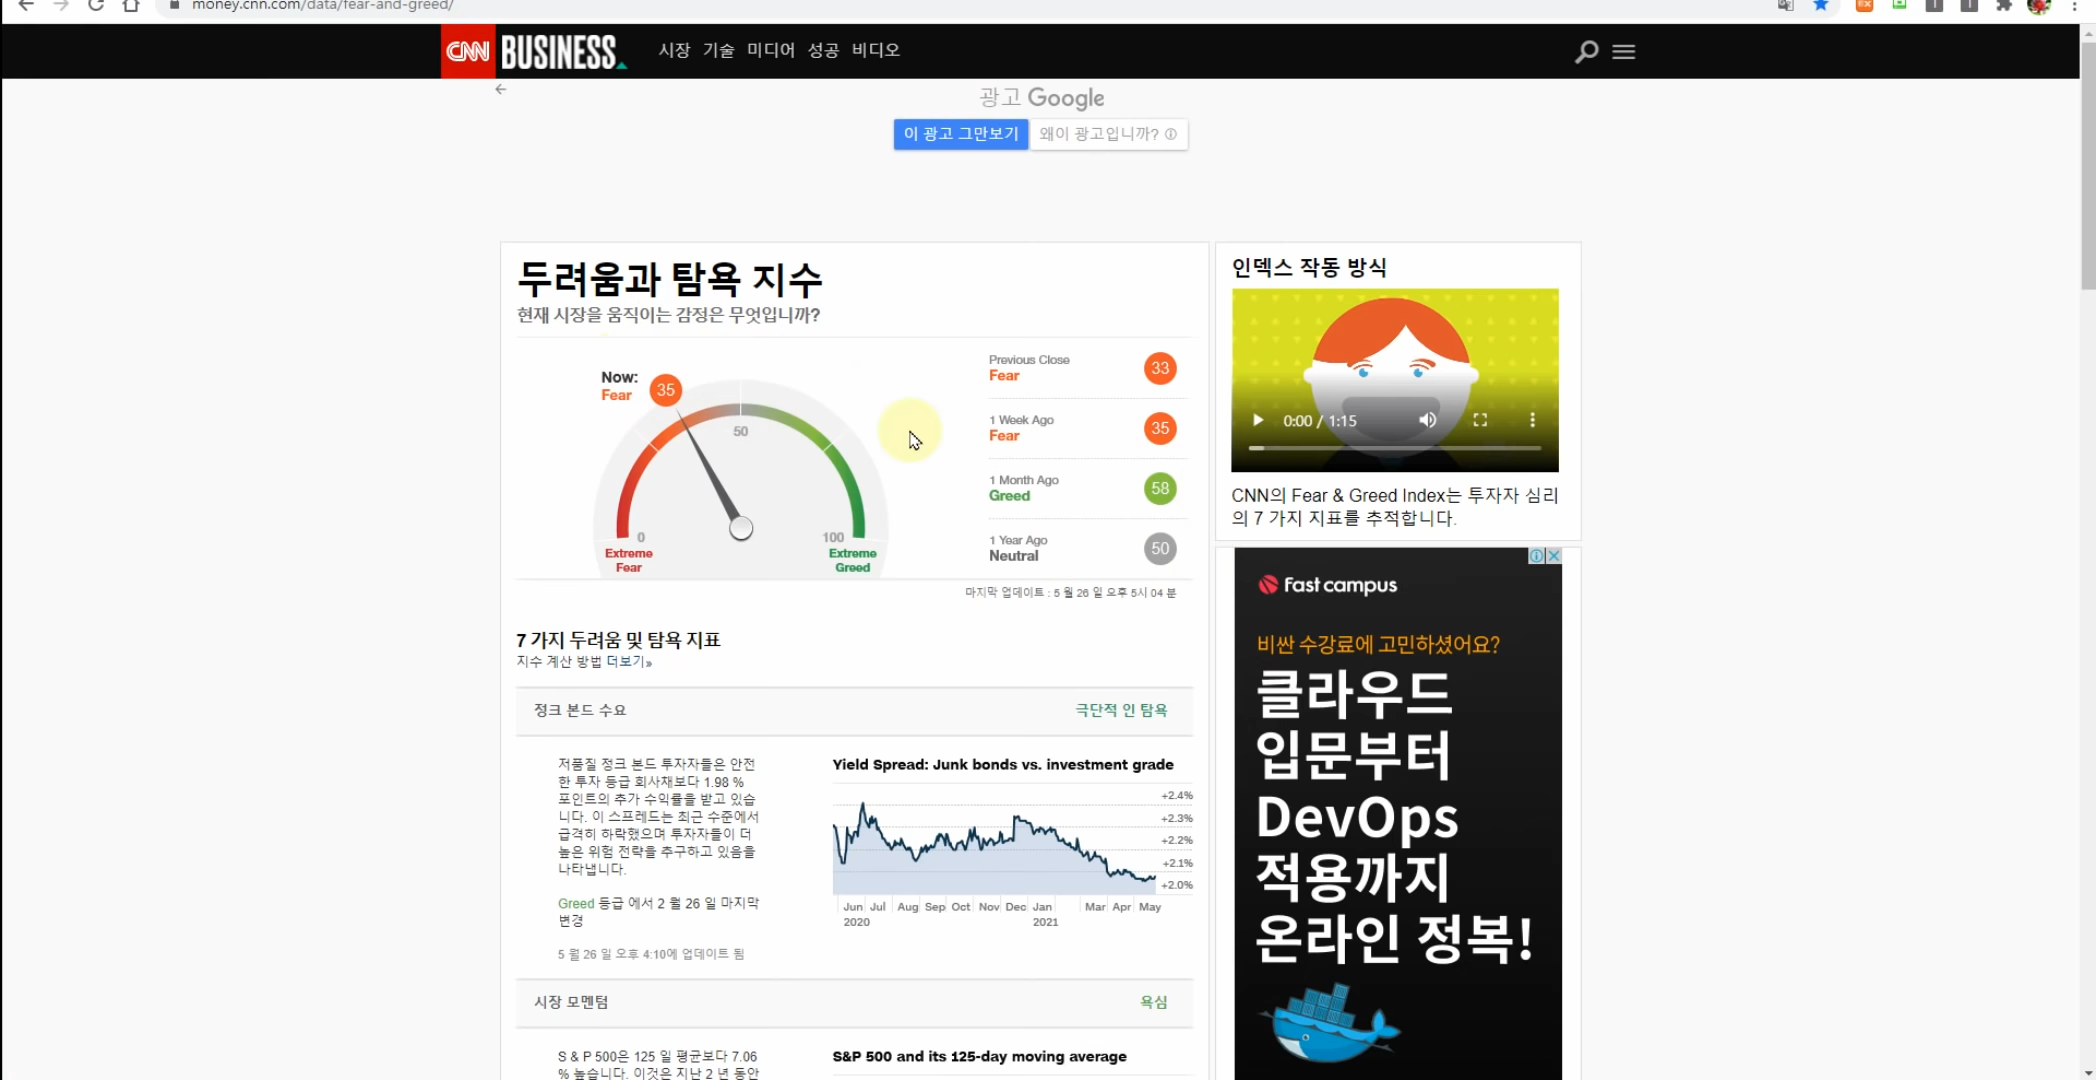 money.cnn.com/data/fear-and-greed/
CNN BUSINESS
시장 기술 미디어 성공 비디오
광고 Google
이 광고 그만보기
왜이 광고입니까?
두려움과 탐욕 지수
현재 시장을 움직이는 감정은 무엇입니까?
Now:
Fear
35
50
0
100
Extreme
Fear
Extreme
Greed
Previous Close
Fear
33
1 Week Ago
Fear
35
1 Month Ago
Greed
58
1 Year Ago
Neutral
50
마지막 업데이트 : 5 월 26 일 오후 5시 04 분
인덱스 작동 방식
0:00 / 1:15
CNN의 Fear & Greed Index는 투자자 심리
의 7 가지 지표를 추적합니다.
7 가지 두려움 및 탐욕 지표
지수 계산 방법 더보기»
정크 본드 수요
극단적 인 탐욕
저품질 정크 본드 투자자들은 안전
한 투자 등급 회사채보다 1.98 %
포인트의 추가 수익률을 받고 있습
니다. 이 스프레드는 최근 수준에서
급격히 하락했으며 투자자들이 더
높은 위험 전략을 추구하고 있음을
나타냅니다.
Greed 등급 에서 2 월 26 일 마지막
변경
5 월 26 일 오후 4:10에 업데이트 됨
Yield Spread: Junk bonds vs. investment grade
+2.4%
+2.3%
+2.2%
+2.1%
+2.0%
Jun Jul Aug Sep Oct Nov Dec Jan Mar Apr May
2020 2021
시장 모멘텀
욕심
S & P 500은 125 일 평균보다 7.06
% 높습니다. 이것은 지난 2 년 동안
S&P 500 and its 125-day moving average
Fast campus
비싼 수강료에 고민하셨어요?
클라우드
입문부터
DevOps
적용까지
온라인 정복!